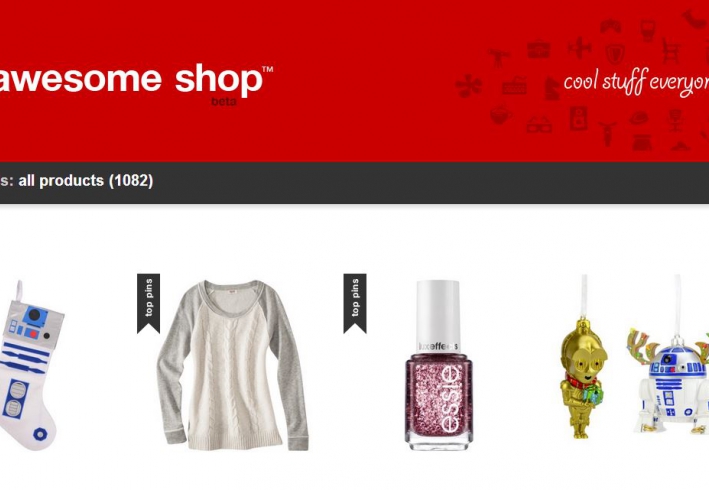 awesome shop™
beta
cool stuff everyon
s: all products (1082)
top pins
top pins
luxeffects
essie